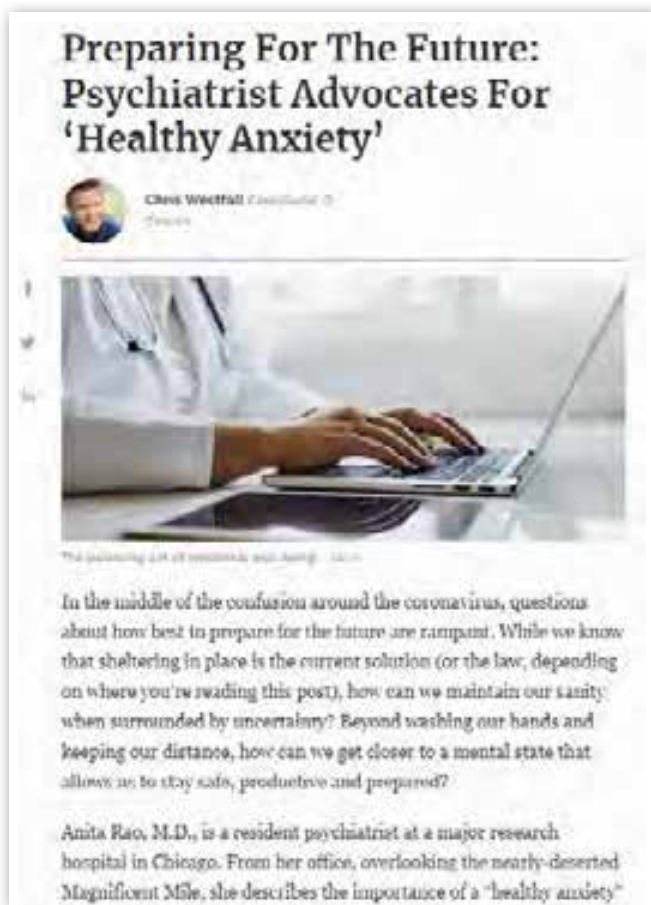 Preparing For The Future:
Psychiatrist Advocates For
‘Healthy Anxiety’
Chris Westfall
In the middle of the confusion around the coronavirus, questions
about how best to prepare for the future are rampant. While we know
that sheltering in place is the current solution (or the law, depending
on where you're reading this post), how can we maintain our sanity
when surrounded by uncertainty? Beyond washing our hands and
keeping our distance, how can we get closer to a mental state that
allows us to stay safe, productive and prepared?
Anita Rao, M.D., is a resident psychiatrist at a major research
hospital in Chicago. From her office, overlooking the nearly-deserted
Magnificent Mile, she describes the importance of a "healthy anxiety"